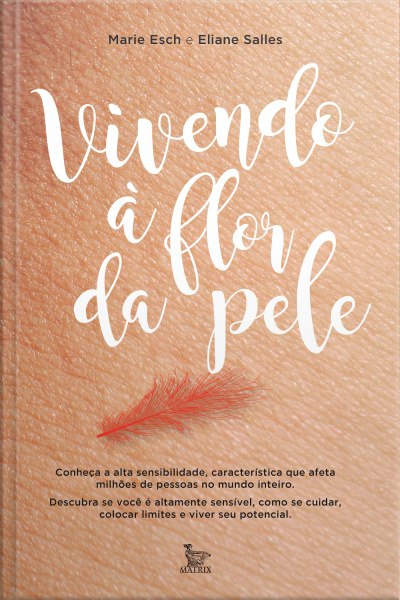 Marie Esch e Eliane Salles
Vivendo
à flor
da pele
Conheça a alta sensibilidade, característica que afeta
milhões de pessoas no mundo inteiro.
Descubra se você é altamente sensível, como se cuidar,
colocar limites e viver seu potencial.
MATRIX